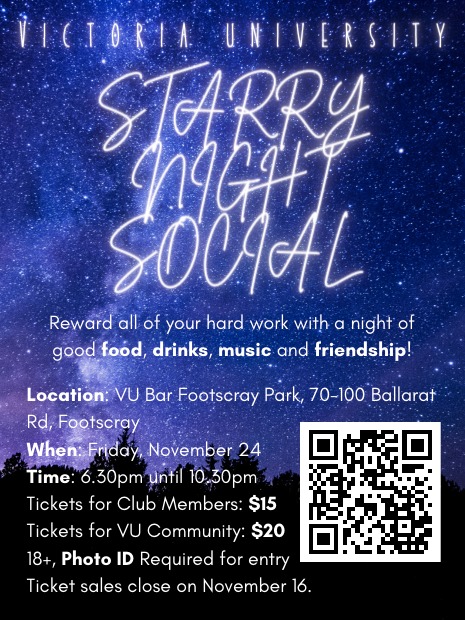 VICTORIA UNIVERSITY
STARRY
NIGHT
SOCIAL
Reward all of your hard work with a night of
good food, drinks, music and friendship!
Location: VU Bar Footscray Park, 70-100 Ballarat
Rd, Footscray
When: Friday, November 24
Time: 6.30pm until 10.30pm
Tickets for Club Members: $15
Tickets for VU Community: $20
18+, Photo ID Required for entry
Ticket sales close on November 16.